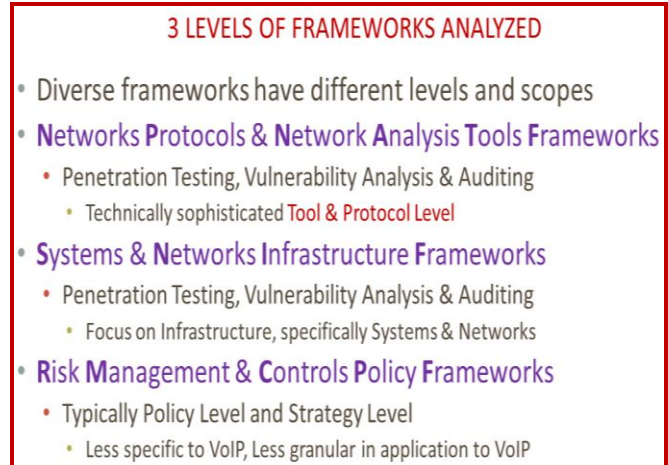 3 LEVELS OF FRAMEWORKS ANALYZED
• Diverse frameworks have different levels and scopes
• Networks Protocols & Network Analysis Tools Frameworks
• Penetration Testing, Vulnerability Analysis & Auditing
• Technically sophisticated Tool & Protocol Level
• Systems & Networks Infrastructure Frameworks
• Penetration Testing, Vulnerability Analysis & Auditing
• Focus on Infrastructure, specifically Systems & Networks
• Risk Management & Controls Policy Frameworks
• Typically Policy Level and Strategy Level
• Less specific to VoIP, Less granular in application to VoIP